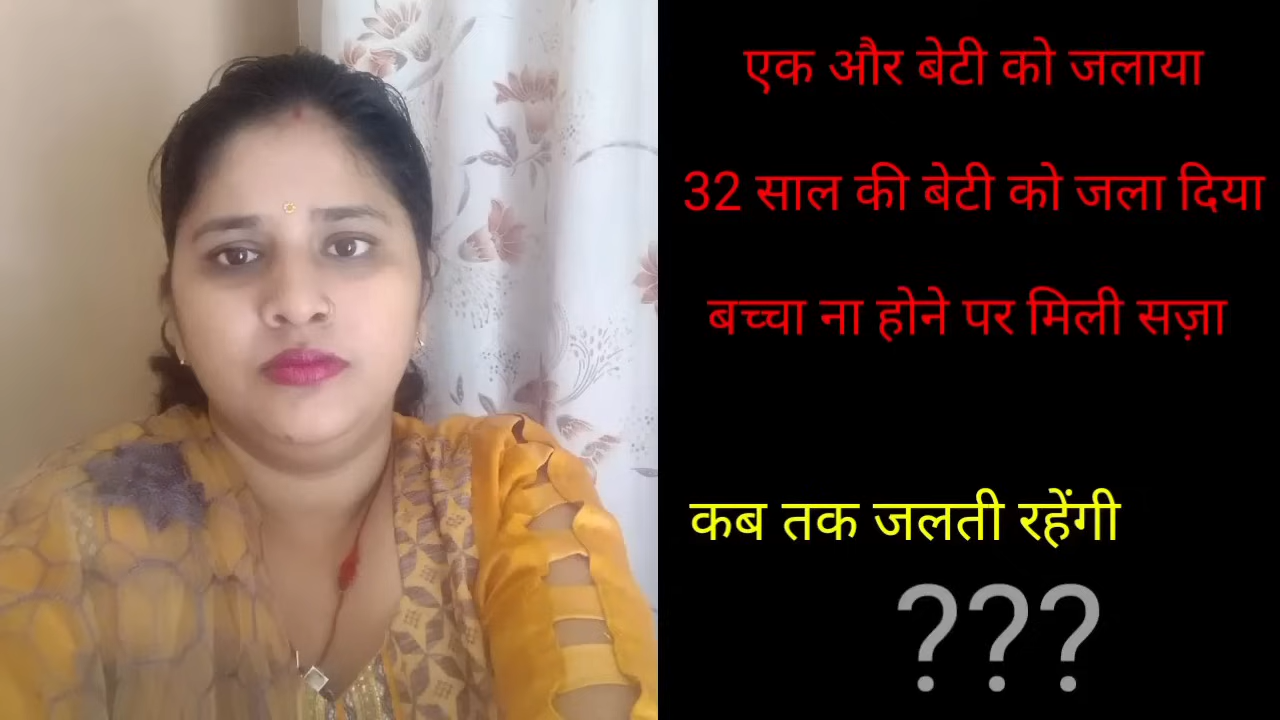 एक और बेटी को जलाया
32 साल की बेटी को जला दिया
बच्चा ना होने पर मिली सज़ा
कब तक जलती रहेंगी
???